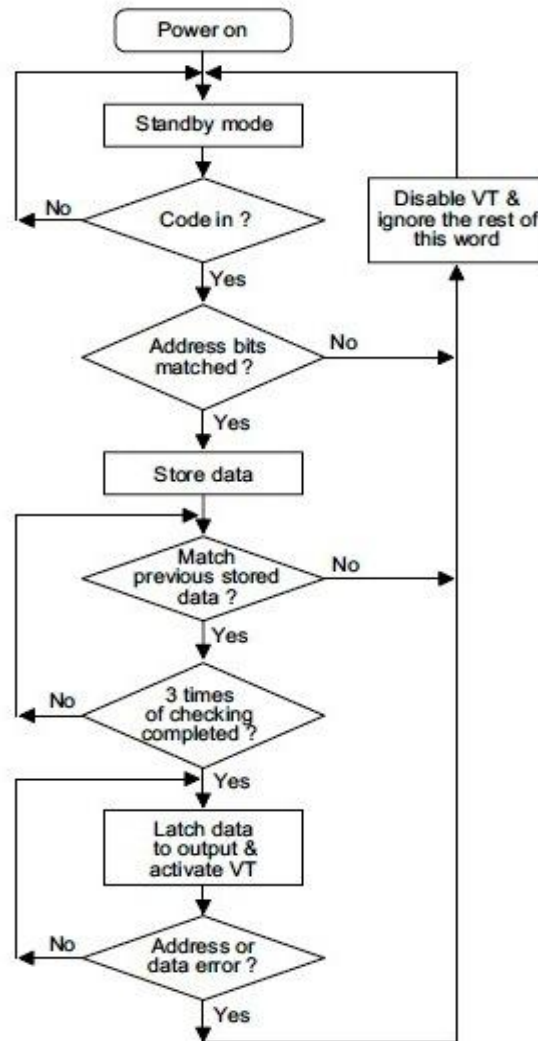 Power on
Standby mode
Disable VT &
ignore the rest of
this word
No
Code in ?
Yes
Address bits
matched ?
No
Yes
Store data
Match
previous stored
data ?
No
Yes
No
3 times
of checking
completed ?
Yes
Latch data
to output &
activate VT
No
Address or
data error ?
Yes